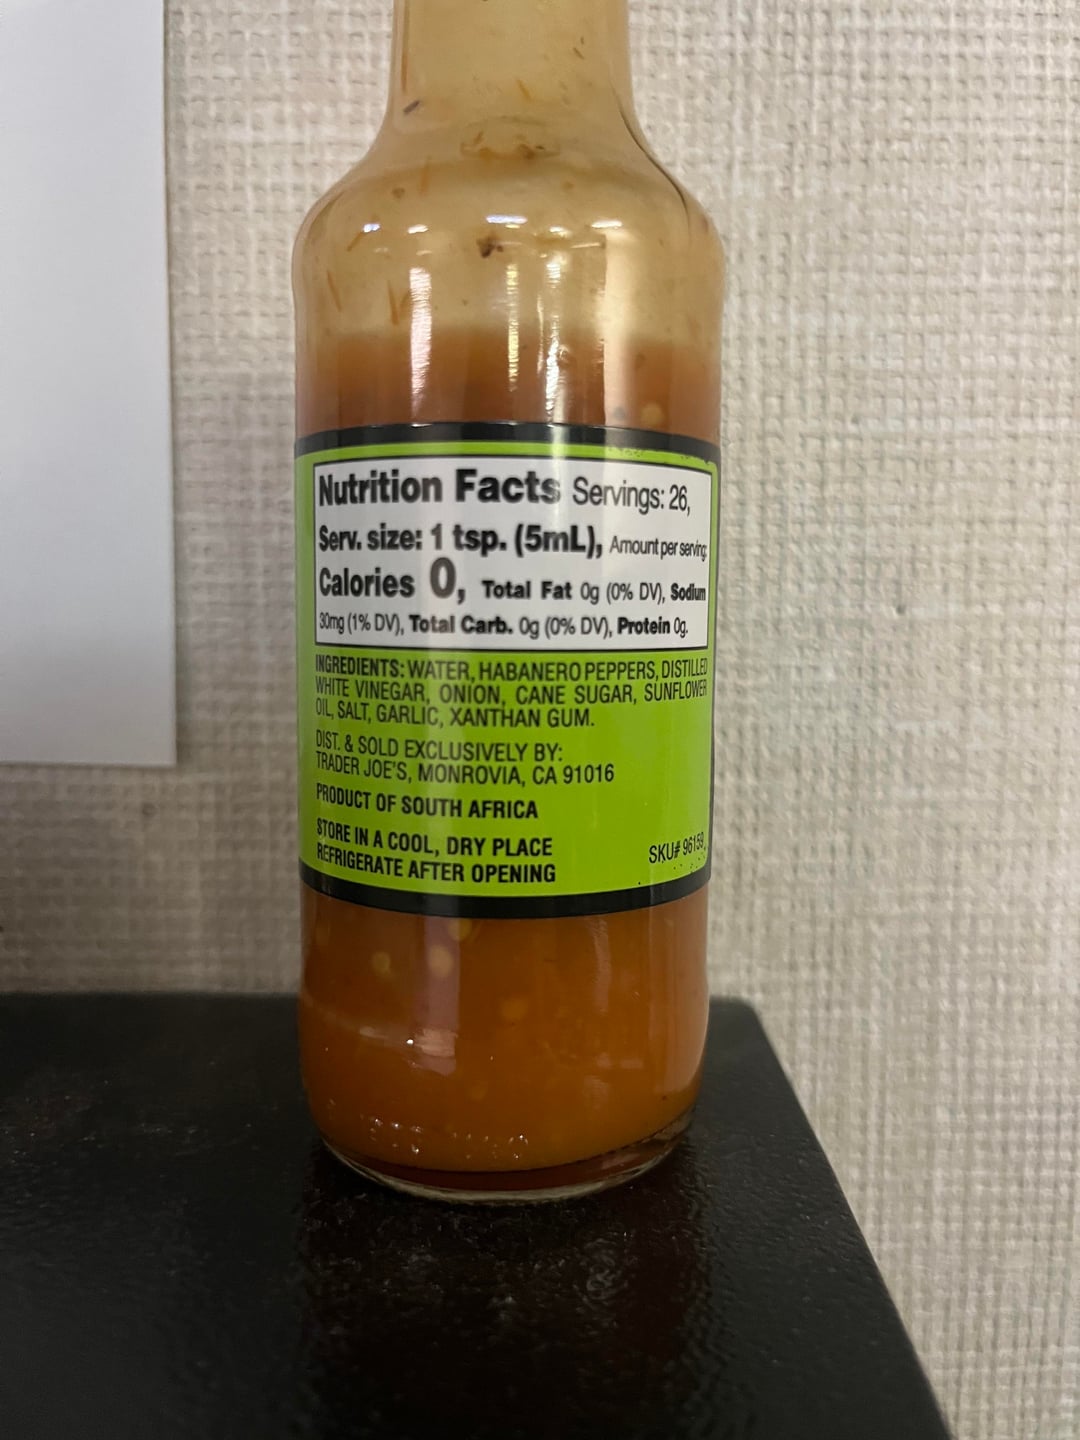 Nutrition Facts Servings: 26,
Serv. size: 1 tsp. (5mL), Amount per serving:
Calories 0, Total Fat 0g (0% DV), Sodium
30mg (1% DV), Total Carb. 0g (0% DV), Protein 0g.
INGREDIENTS: WATER, HABANERO PEPPERS, DISTILLED
WHITE VINEGAR, ONION, CANE SUGAR, SUNFLOWER
OIL, SALT, GARLIC, XANTHAN GUM.
DIST. & SOLD EXCLUSIVELY BY:
TRADER JOE'S, MONROVIA, CA 91016
PRODUCT OF SOUTH AFRICA
STORE IN A COOL, DRY PLACE
REFRIGERATE AFTER OPENING
SKU# 96159